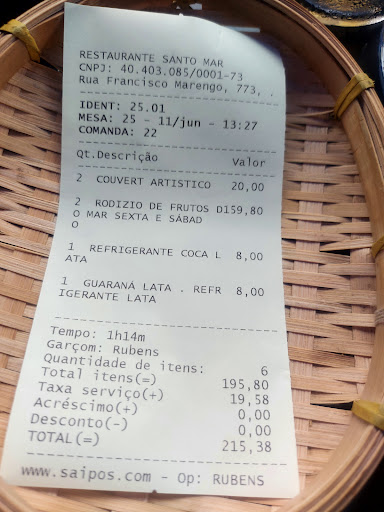 RESTAURANTE SANTO MAR
CNPJ: 40.403.085/0001-73
Rua Francisco Marengo, 773, .
IDENT: 25.01
MESA: 25 - 11/jun - 13:27
COMANDA: 22
Qt.Descrição Valor
2 COUVERT ARTISTICO 20,00
2 RODIZIO DE FRUTOS D159,80
O MAR SEXTA E SÁBAD
O
1 REFRIGERANTE COCA L 8,00
ATA
1 GUARANÁ LATA . REFR 8,00
IGERANTE LATA
Tempo: 1h14m
Garçom: Rubens
Quantidade de itens: 6
Total itens(=) 195,80
Taxa serviço(+) 19,58
Acréscimo(+) 0,00
Desconto(-) 0,00
TOTAL(=) 215,38
www.saipos.com - Op: RUBENS